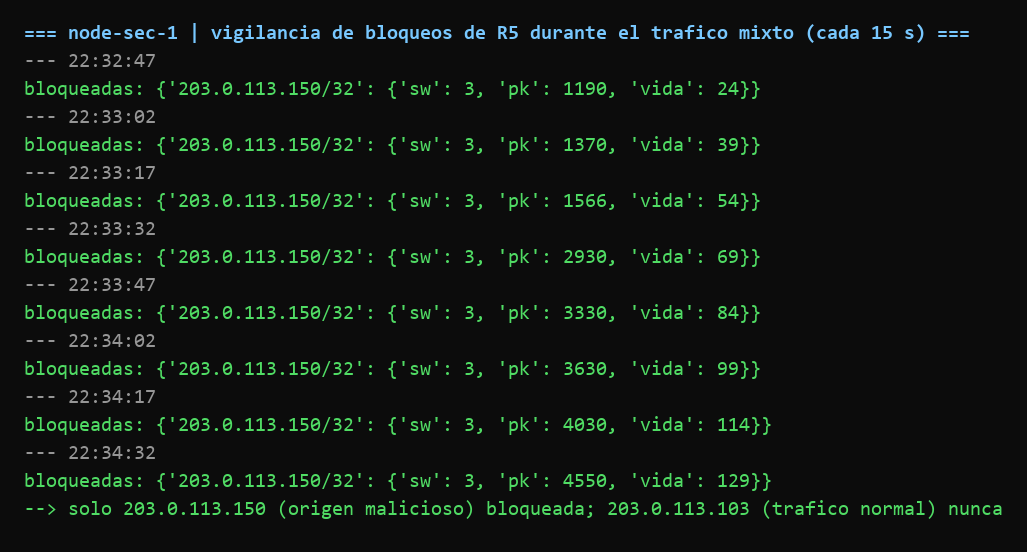 === node-sec-1 | vigilancia de bloqueos de R5 durante el trafico mixto (cada 15 s) ===
--- 22:32:47
bloqueadas: {'203.0.113.150/32': {'sw': 3, 'pk': 1190, 'vida': 24}}
--- 22:33:02
bloqueadas: {'203.0.113.150/32': {'sw': 3, 'pk': 1370, 'vida': 39}}
--- 22:33:17
bloqueadas: {'203.0.113.150/32': {'sw': 3, 'pk': 1566, 'vida': 54}}
--- 22:33:32
bloqueadas: {'203.0.113.150/32': {'sw': 3, 'pk': 2930, 'vida': 69}}
--- 22:33:47
bloqueadas: {'203.0.113.150/32': {'sw': 3, 'pk': 3330, 'vida': 84}}
--- 22:34:02
bloqueadas: {'203.0.113.150/32': {'sw': 3, 'pk': 3630, 'vida': 99}}
--- 22:34:17
bloqueadas: {'203.0.113.150/32': {'sw': 3, 'pk': 4030, 'vida': 114}}
--- 22:34:32
bloqueadas: {'203.0.113.150/32': {'sw': 3, 'pk': 4550, 'vida': 129}}
--> solo 203.0.113.150 (origen malicioso) bloqueada; 203.0.113.103 (trafico normal) nunca